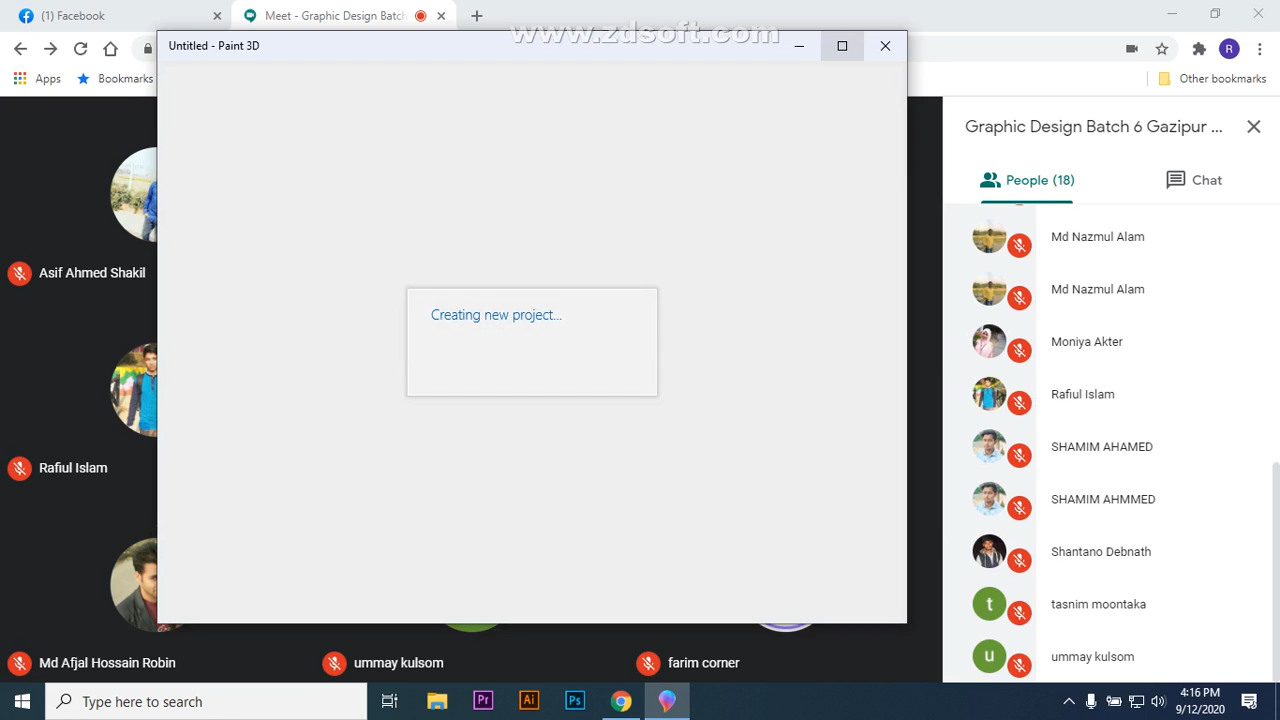 (1) Facebook
Meet - Graphic Design Batch
www.zdsoft.com
Untitled - Paint 3D
R
Apps
Bookmarks
Other bookmarks
Graphic Design Batch 6 Gazipur ...
People (18)
Chat
Creating new project...
Asif Ahmed Shakil
Rafiul Islam
Md Afjal Hossain Robin
ummay kulsom
farim corner
Md Nazmul Alam
Md Nazmul Alam
Moniya Akter
Rafiul Islam
SHAMIM AHAMED
SHAMIM AHMMED
Shantano Debnath
t
tasnim moontaka
u
ummay kulsom
Type here to search
Pr
Ai
Ps
4:16 PM
9/12/2020